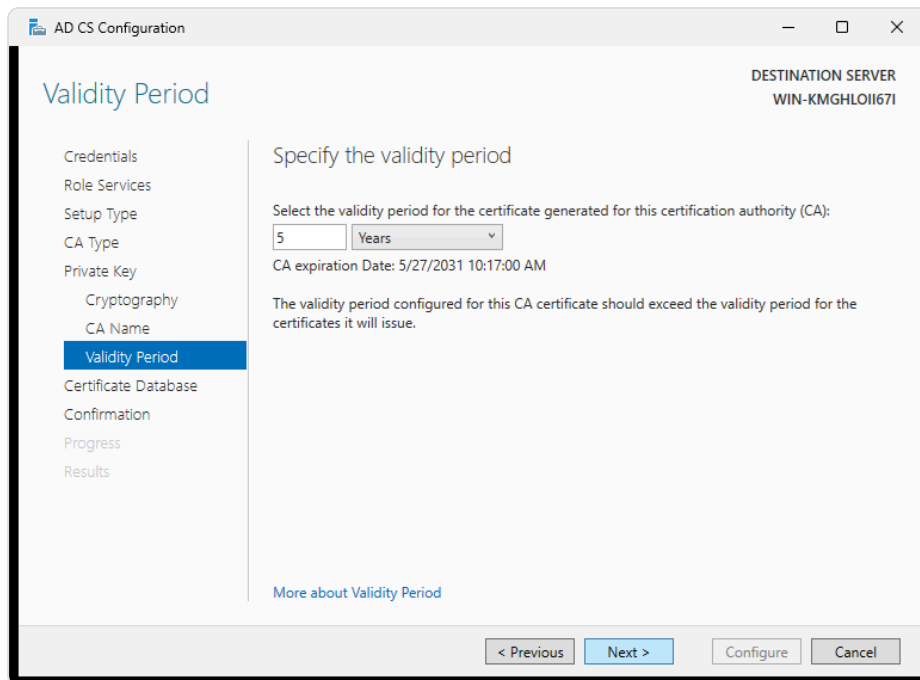 AD CS Configuration
Validity Period
DESTINATION SERVER
WIN-KMGHLOII67I
Credentials
Role Services
Setup Type
CA Type
Private Key
Cryptography
CA Name
Validity Period
Certificate Database
Confirmation
Progress
Results
Specify the validity period
Select the validity period for the certificate generated for this certification authority (CA):
5 Years
CA expiration Date: 5/27/2031 10:17:00 AM
The validity period configured for this CA certificate should exceed the validity period for the
certificates it will issue.
More about Validity Period
< Previous Next > Configure Cancel